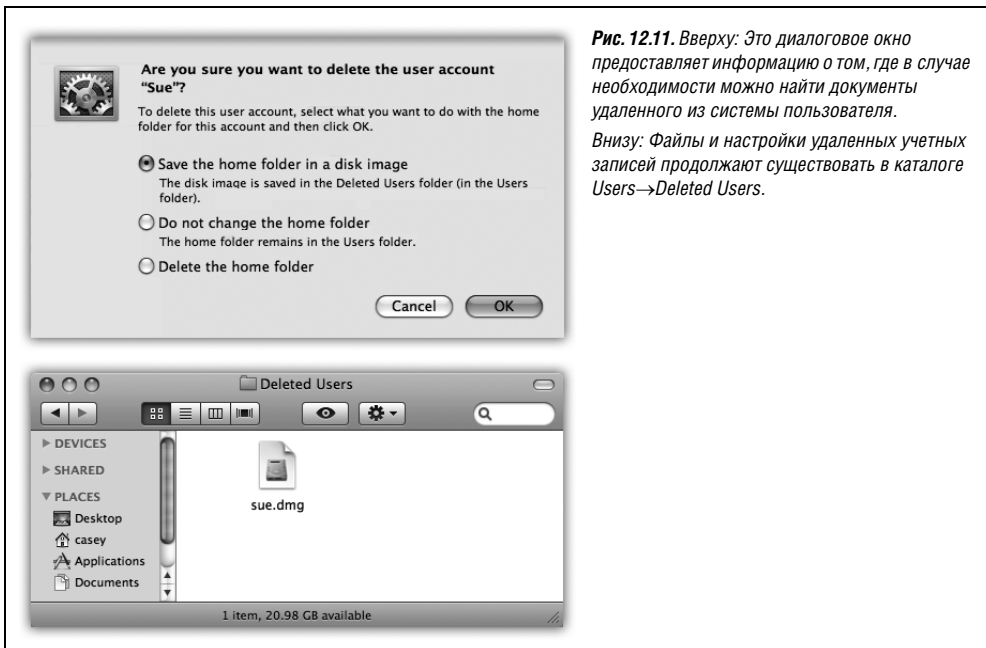 Are you sure you want to delete the user account
“Sue”?
To delete this user account, select what you want to do with the home
folder for this account and then click OK.
Save the home folder in a disk image
The disk image is saved in the Deleted Users folder (in the Users
folder).
Do not change the home folder
The home folder remains in the Users folder.
Delete the home folder
Cancel
OK
Рис. 12.11. Вверху: Это диалоговое окно
предоставляет информацию о том, где в случае
необходимости можно найти документы
удаленного из системы пользователя.
Внизу: Файлы и настройки удаленных учетных
записей продолжают существовать в каталоге
Users→Deleted Users.
Deleted Users
DEVICES
SHARED
PLACES
Desktop
casey
Applications
Documents
sue.dmg
1 item, 20.98 GB available